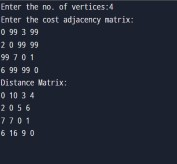 Enter the no. of vertices:4
Enter the cost adjacency matrix:
0 99 3 99
2 0 99 99
99 7 0 1
6 99 99 0
Distance Matrix:
0 10 3 4
2 0 5 6
7 7 0 1
6 16 9 0